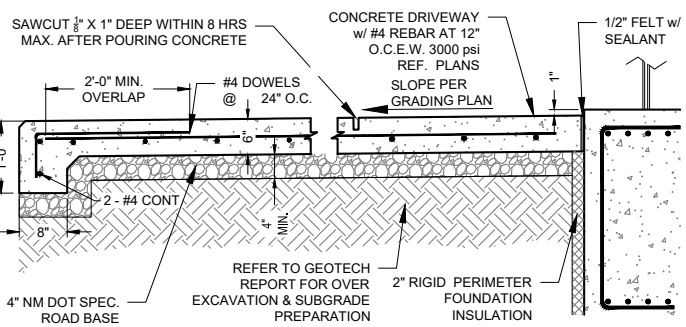 SAWCUT 1/8" X 1" DEEP WITHIN 8 HRS
MAX. AFTER POURING CONCRETE
CONCRETE DRIVEWAY
w/ #4 REBAR AT 12"
O.C.E.W. 3000 psi
REF. PLANS
1/2" FELT w/
SEALANT
2'-0" MIN.
OVERLAP
#4 DOWELS
@ 24" O.C.
SLOPE PER
GRADING PLAN
1"
6"
1'-0"
2 - #4 CONT
8"
4"
MIN.
4" NM DOT SPEC.
ROAD BASE
REFER TO GEOTECH
REPORT FOR OVER
EXCAVATION & SUBGRADE
PREPARATION
2" RIGID PERIMETER
FOUNDATION
INSULATION